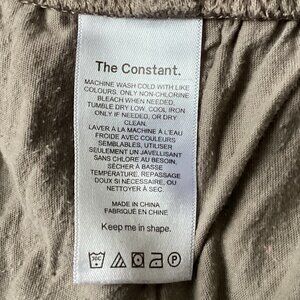 The Constant.
MACHINE WASH COLD WITH LIKE
COLOURS. ONLY NON-CHLORINE
BLEACH WHEN NEEDED.
TUMBLE DRY LOW. COOL IRON
ONLY IF NEEDED, OR DRY
CLEAN.
LAVER À LA MACHINE À L'EAU
FROIDE AVEC COULEURS
SEMBLABLES, UTILISER
SEULEMENT UN JAVELLISANT
SANS CHLORE AU BESOIN,
SÉCHER À BASSE
TEMPÉRATURE. REPASSAGE
DOUX SI NÉCESSAIRE, OU
NETTOYER À SEC.
MADE IN CHINA
FABRIQUÉ EN CHINE
Keep me in shape.
P